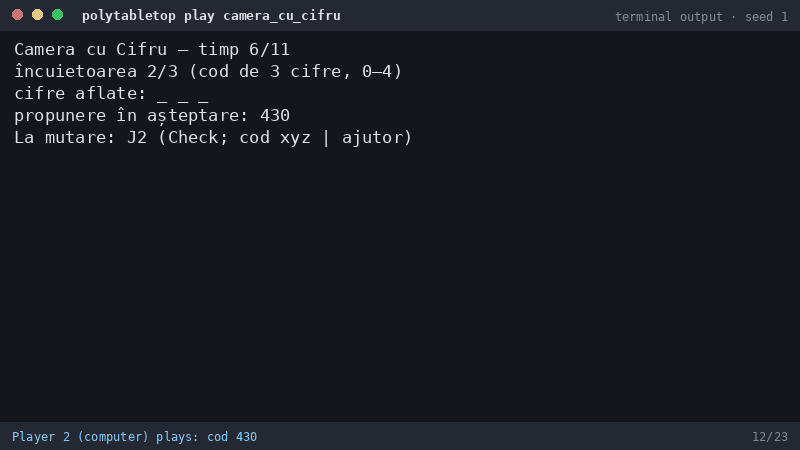 polytabletop play camera_cu_cifru
terminal output · seed 1
Camera cu Cifru — timp 6/11
încuietoarea 2/3 (cod de 3 cifre, 0–4)
cifre aflate: _ _ _
propunere în așteptare: 430
La mutare: J2 (Check; cod xyz | ajutor)
Player 2 (computer) plays: cod 430
12/23